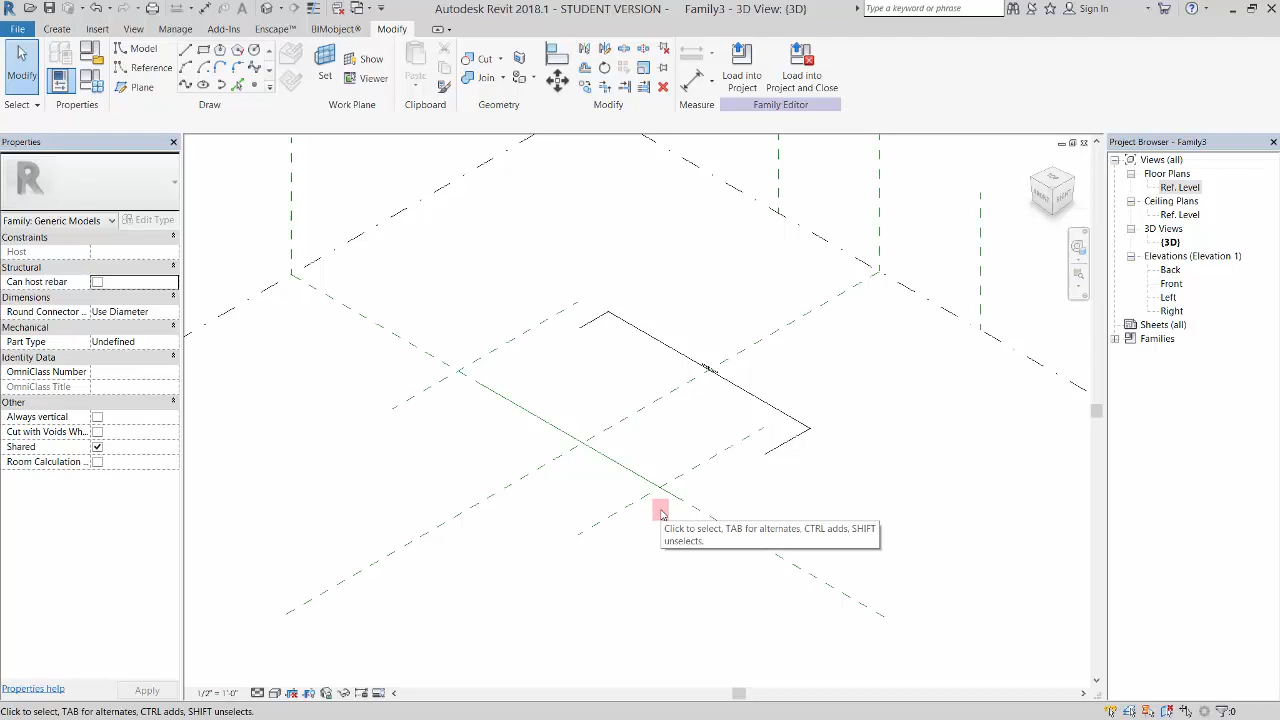 Autodesk Revit 2018.1 - STUDENT VERSION - Family3 - 3D View: {3D}
Type a keyword or phrase
Sign In
File
Create
Insert
View
Manage
Add-Ins
Enscape™
BIMobject®
Modify
Modify
Select
Properties
Model
Reference
Plane
Draw
Set
Show
Viewer
Work Plane
Paste
Clipboard
Cut
Join
Geometry
Modify
Measure
Load into
Project
Load into
Project and Close
Family Editor
Properties
Family: Generic Models
Edit Type
Constraints
Host
Structural
Can host rebar
Dimensions
Round Connector ...
Use Diameter
Mechanical
Part Type
Undefined
Identity Data
OmniClass Number
OmniClass Title
Other
Always vertical
Cut with Voids Wh...
Shared
Room Calculation ...
Properties help
Apply
TOP
RIGHT
Click to select, TAB for alternates, CTRL adds, SHIFT
unselects.
Project Browser - Family3
Views (all)
Floor Plans
Ref. Level
Ceiling Plans
Ref. Level
3D Views
{3D}
Elevations (Elevation 1)
Back
Front
Left
Right
Sheets (all)
Families
1/2" = 1'-0"
Click to select, TAB for alternates, CTRL adds, SHIFT unselects.
:0